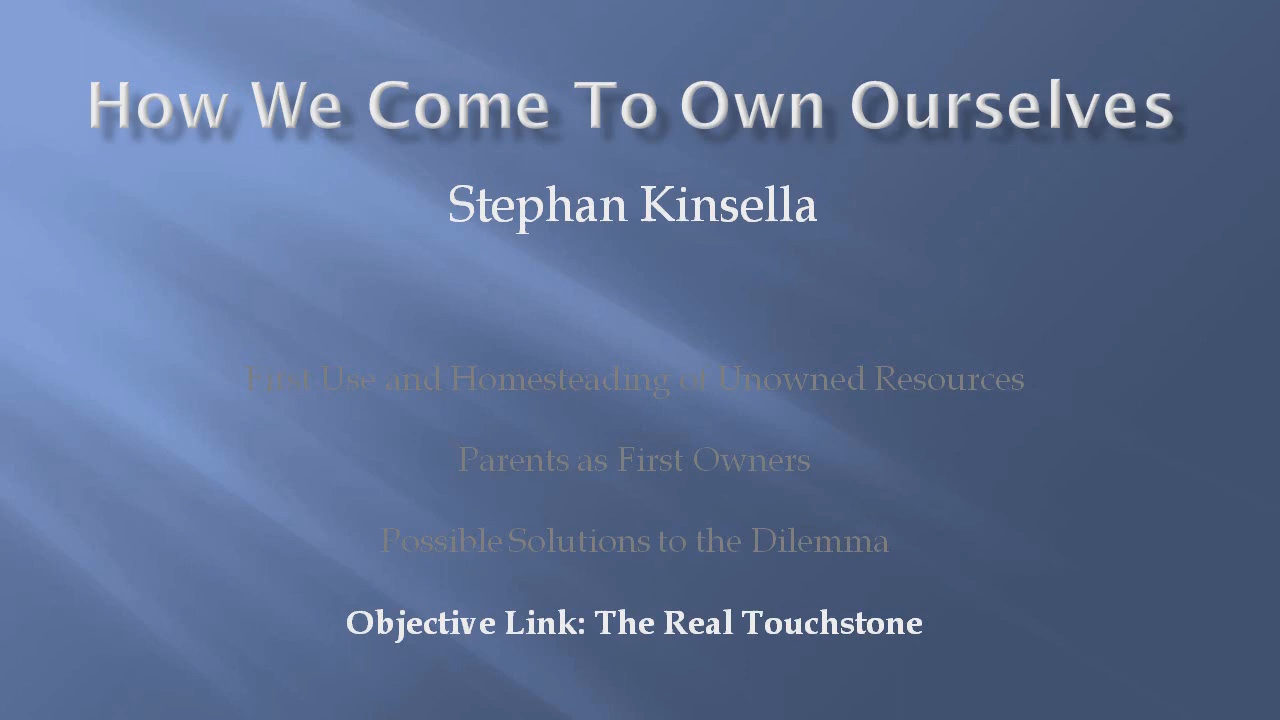 How We Come To Own Ourselves
Stephan Kinsella
First Use and Homesteading of Unowned Resources
Parents as First Owners
Possible Solutions to the Dilemma
Objective Link: The Real Touchstone